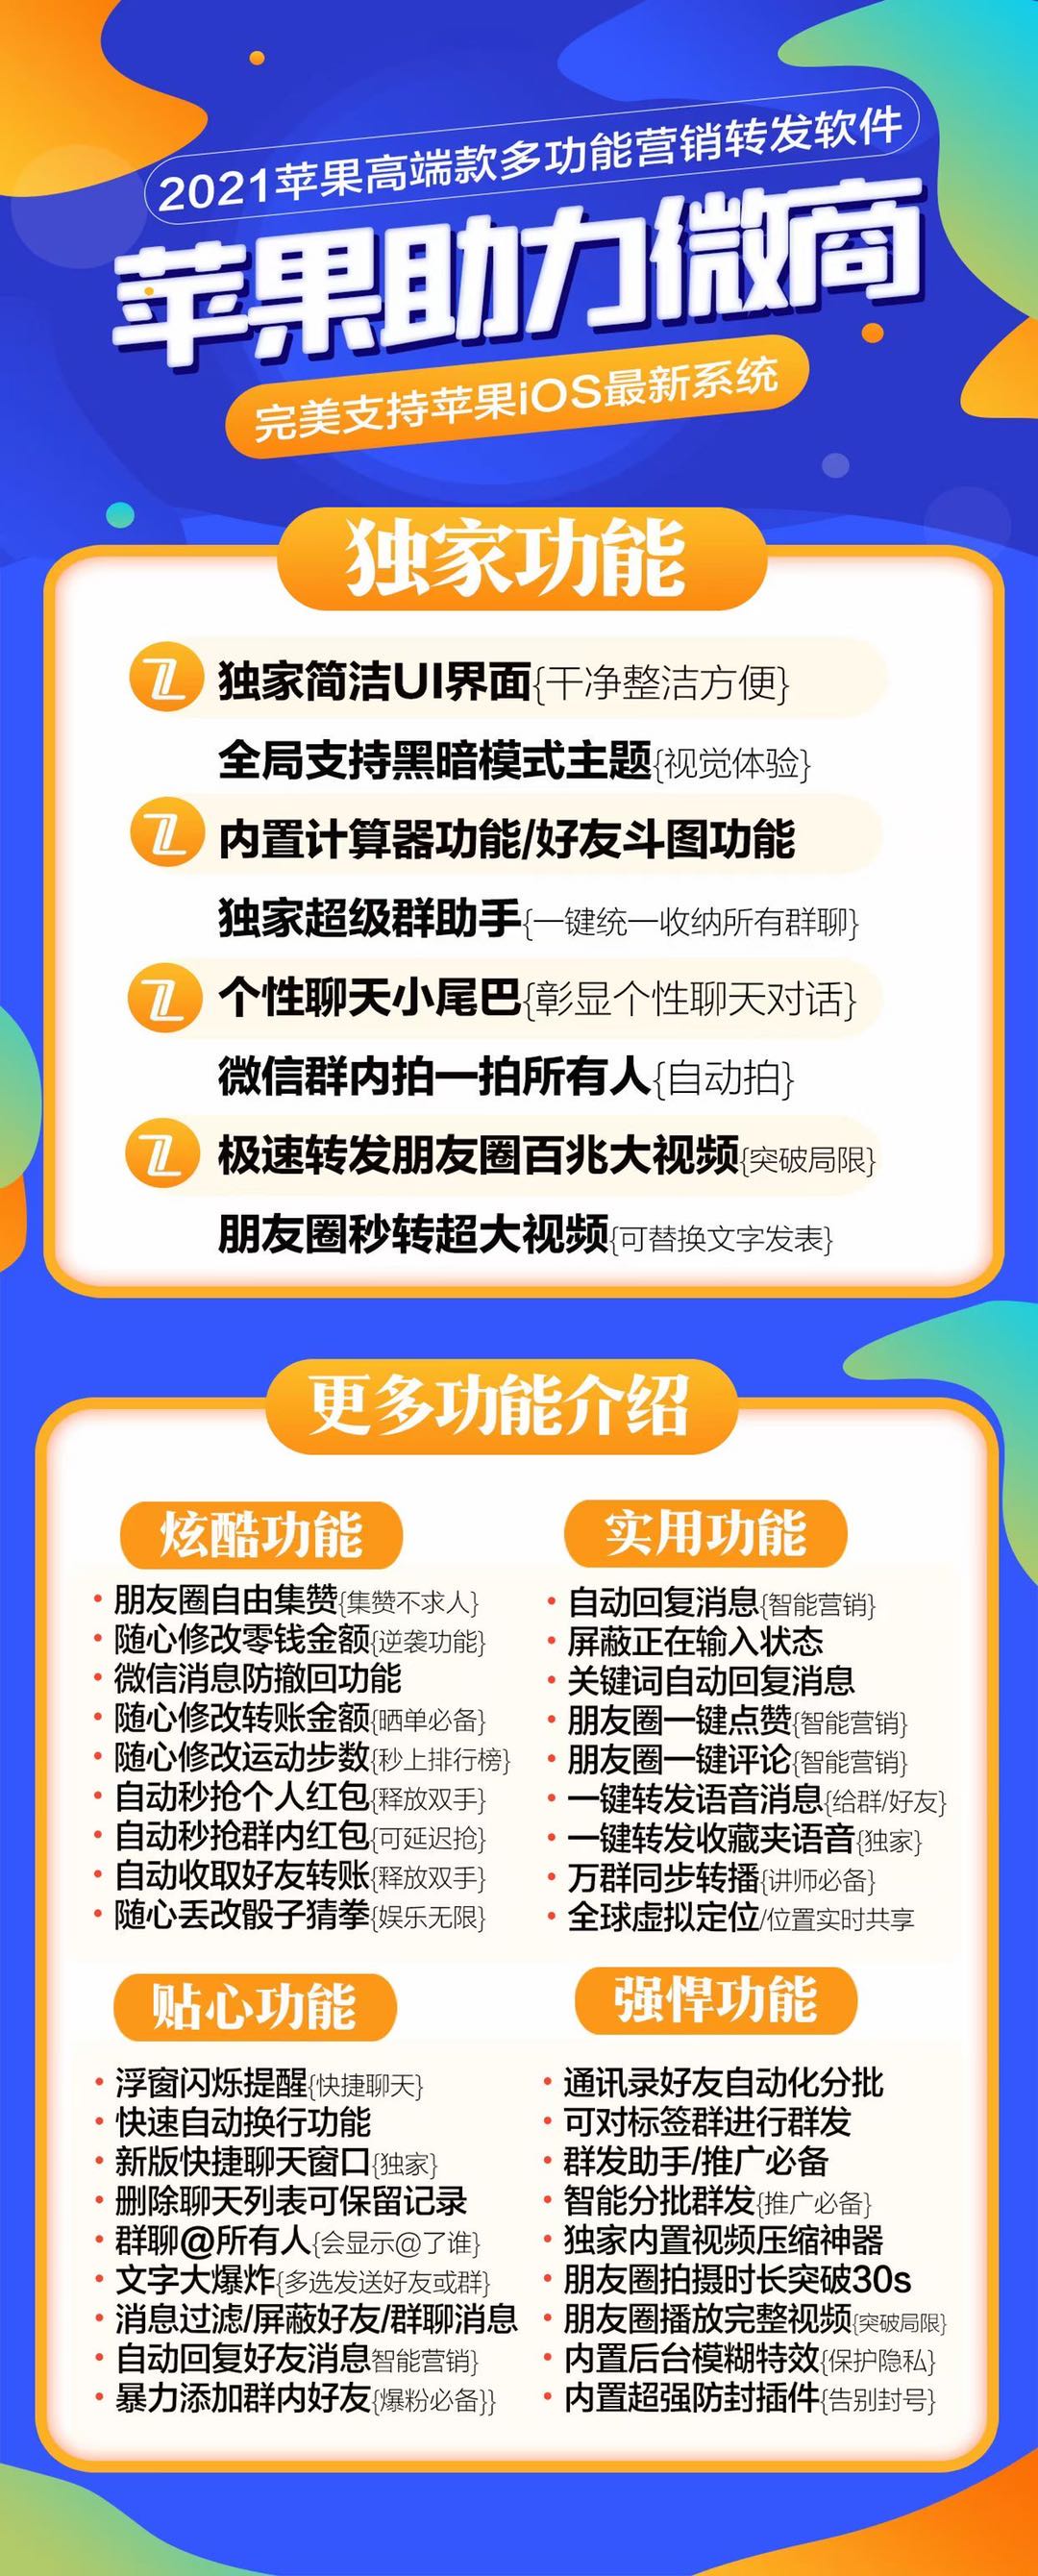 2021苹果高端款多功能营销转发软件
苹果助力微商
完美支持苹果iOS最新系统
独家功能
独家简洁UI界面{干净整洁方便}
全局支持黑暗模式主题{视觉体验}
内置计算器功能/好友斗图功能
独家超级群助手{一键统一收纳所有群聊}
个性聊天小尾巴{彰显个性聊天对话}
微信群内拍一拍所有人{自动拍}
极速转发朋友圈百兆大视频{突破局限}
朋友圈秒转超大视频{可替换文字发表}
更多功能介绍
炫酷功能
• 朋友圈自由集赞{集赞不求人}
• 随心修改零钱金额{逆袭功能}
• 微信消息防撤回功能
• 随心修改转账金额{晒单必备}
• 随心修改运动步数{秒上排行榜}
• 自动秒抢个人红包{释放双手}
• 自动秒抢群内红包{可延迟抢}
• 自动收取好友转账{释放双手}
• 随心丢改骰子猜拳{娱乐无限}
实用功能
• 自动回复消息{智能营销}
• 屏蔽正在输入状态
• 关键词自动回复消息
• 朋友圈一键点赞{智能营销}
• 朋友圈一键评论{智能营销}
• 一键转发语音消息{给群/好友}
• 一键转发收藏夹语音{独家}
• 万群同步转播{讲师必备}
• 全球虚拟定位/位置实时共享
贴心功能
• 浮窗闪烁提醒{快捷聊天}
• 快速自动换行功能
• 新版快捷聊天窗口{独家}
• 删除聊天列表可保留记录
• 群聊@所有人{会显示@了谁}
• 文字大爆炸{多选发送好友或群}
• 消息过滤/屏蔽好友/群聊消息
• 自动回复好友消息智能营销}
• 暴力添加群内好友{爆粉必备}}
强悍功能
• 通讯录好友自动化分批
• 可对标签群进行群发
• 群发助手/推广必备
• 智能分批群发{推广必备}
• 独家内置视频压缩神器
• 朋友圈拍摄时长突破30s
• 朋友圈播放完整视频{突破局限}
• 内置后台模糊特效{保护隐私}
• 内置超强防封插件{告别封号}